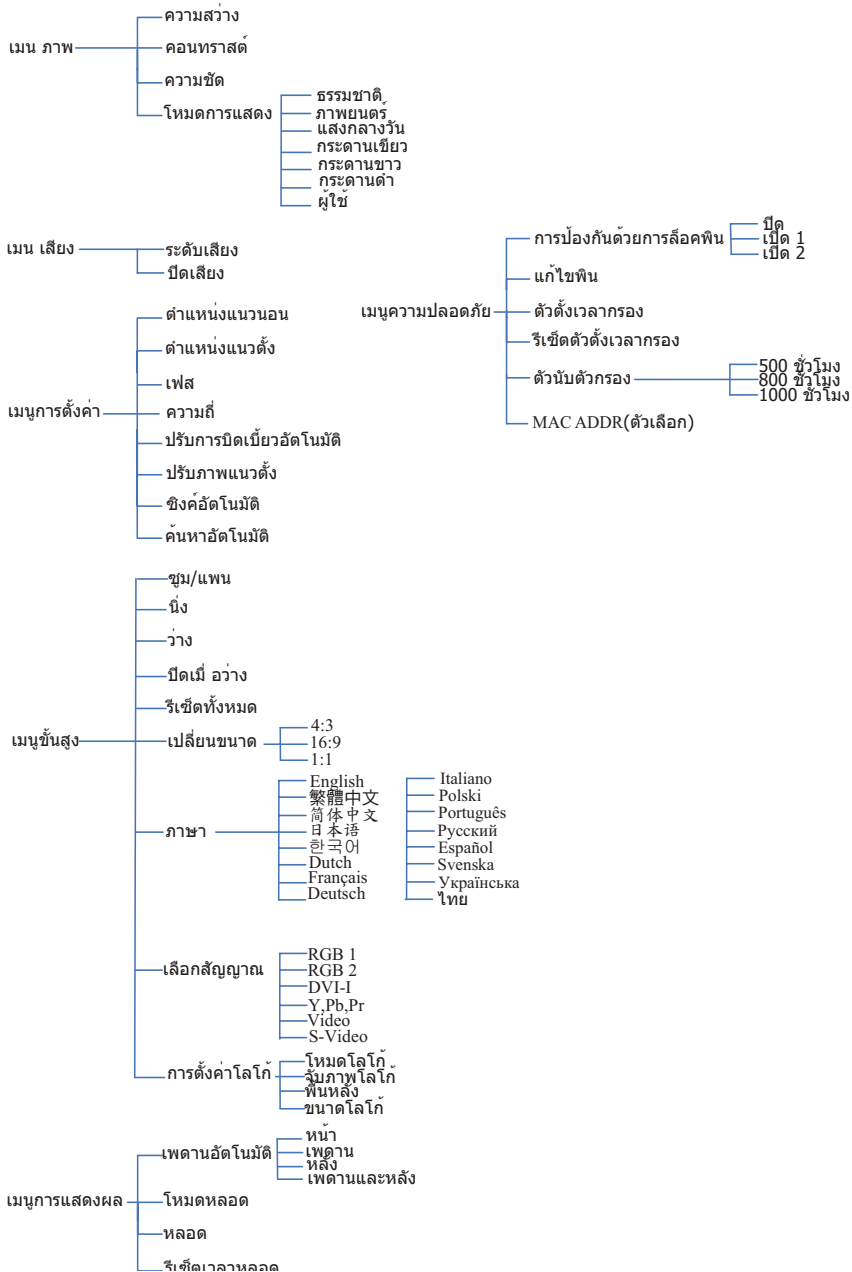 เมน ภาพ
ความสว่าง
คอนทราสต์
ความชัด
โหมดการแสดง
ธรรมชาติ
ภาพยนตร์
แสงกลางวัน
กระดานเขียว
กระดานขาว
กระดานดำ
ผู้ใช้
เมน เสียง
ระดับเสียง
ปิดเสียง
เมนูการตั้งค่า
ตำแหน่งแนวนอน
ตำแหน่งแนวตั้ง
เฟส
ความถี่
ปรับการบิดเบี้ยวอัตโนมัติ
ปรับภาพแนวตั้ง
ซิงค์อัตโนมัติ
ค้นหาอัตโนมัติ
เมนูความปลอดภัย
การป้องกันด้วยการล็อคพิน
ปิด
เปิด 1
เปิด 2
แก้ไขพิน
ตัวตั้งเวลากรอง
รีเซ็ตตัวตั้งเวลากรอง
ตัวนับตัวกรอง
500 ชั่วโมง
800 ชั่วโมง
1000 ชั่วโมง
MAC ADDR(ตัวเลือก)
เมนูขั้นสูง
ซูม/แพน
นิ่ง
ว่าง
ปิดเมื่ อว่าง
รีเซ็ตทั้งหมด
เปลี่ยนขนาด
4:3
16:9
1:1
ภาษา
English
繁體中文
简体中文
日本语
한국어
Dutch
Français
Deutsch
Italiano
Polski
Português
Русский
Español
Svenska
Українська
ไทย
เลือกสัญญาณ
RGB 1
RGB 2
DVI-I
Y,Pb,Pr
Video
S-Video
การตั้งค่าโลโก้
โหมดโลโก้
จับภาพโลโก้
พื้นหลัง
ขนาดโลโก้
เมนูการแสดงผล
เพดานอัตโนมัติ
หน้า
เพดาน
หลัง
เพดานและหลัง
โหมดหลอด
หลอด
รีเซ็ตเวลาหลอด